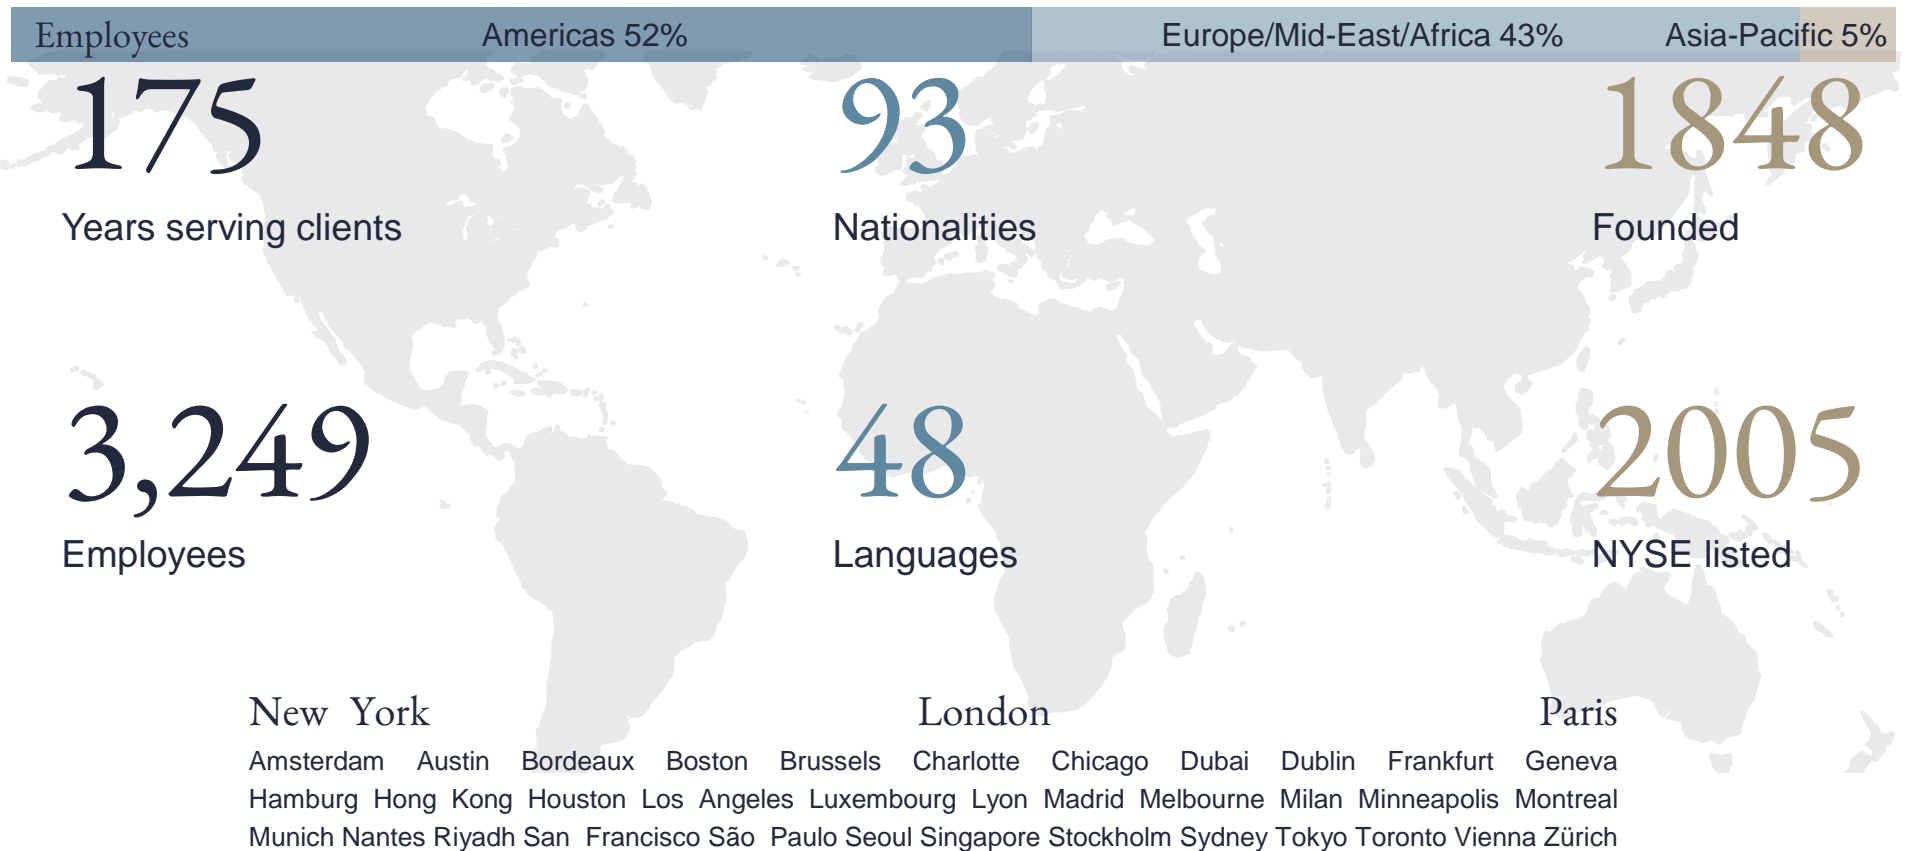 Employees Americas 52% Europe/Mid-East/Africa 43% Asia-Pacific 5%
175 93 1848
Years serving clients Nationalities Founded
3,249 48 2005
Employees Languages NYSE listed
New York London Paris
Amsterdam Austin Bordeaux Boston Brussels Charlotte Chicago Dubai Dublin Frankfurt Geneva
Hamburg Hong Kong Houston Los Angeles Luxembourg Lyon Madrid Melbourne Milan Minneapolis Montreal
Munich Nantes Riyadh San Francisco São Paulo Seoul Singapore Stockholm Sydney Tokyo Toronto Vienna Zürich